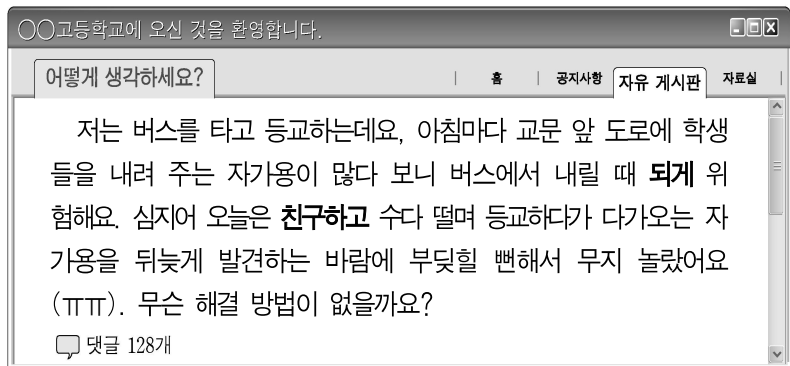 ○○고등학교에 오신 것을 환영합니다.
어떻게 생각하세요? | 홈 | 공지사항 자유 게시판 자료실 |
저는 버스를 타고 등교하는데요, 아침마다 교문 앞 도로에 학생
들을 내려 주는 자가용이 많다 보니 버스에서 내릴 때 되게 위
험해요. 심지어 오늘은 친구하고 수다 떨며 등교하다가 다가오는 자
가용을 뒤늦게 발견하는 바람에 부딪힐 뻔해서 무지 놀랐어요
(ㅠㅠ). 무슨 해결 방법이 없을까요?
댓글 128개